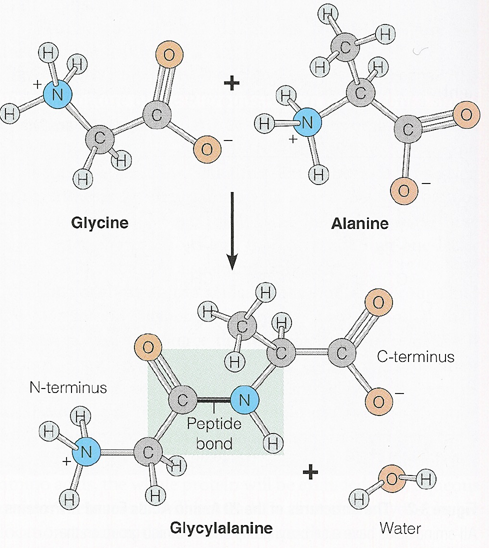 H
H
H
+
N
H
C
H
H
C
O
O
−
+
H
H
H
C
H
H
C
H
H
N
+
H
C
O
O
−
Glycine
Alanine
H
H
C
H
H
C
C
O
O
−
C-terminus
O
C
N
H
Peptide
bond
N-terminus
H
H
N
+
H
C
H
H
+
O
H
H
Glycylalanine
Water